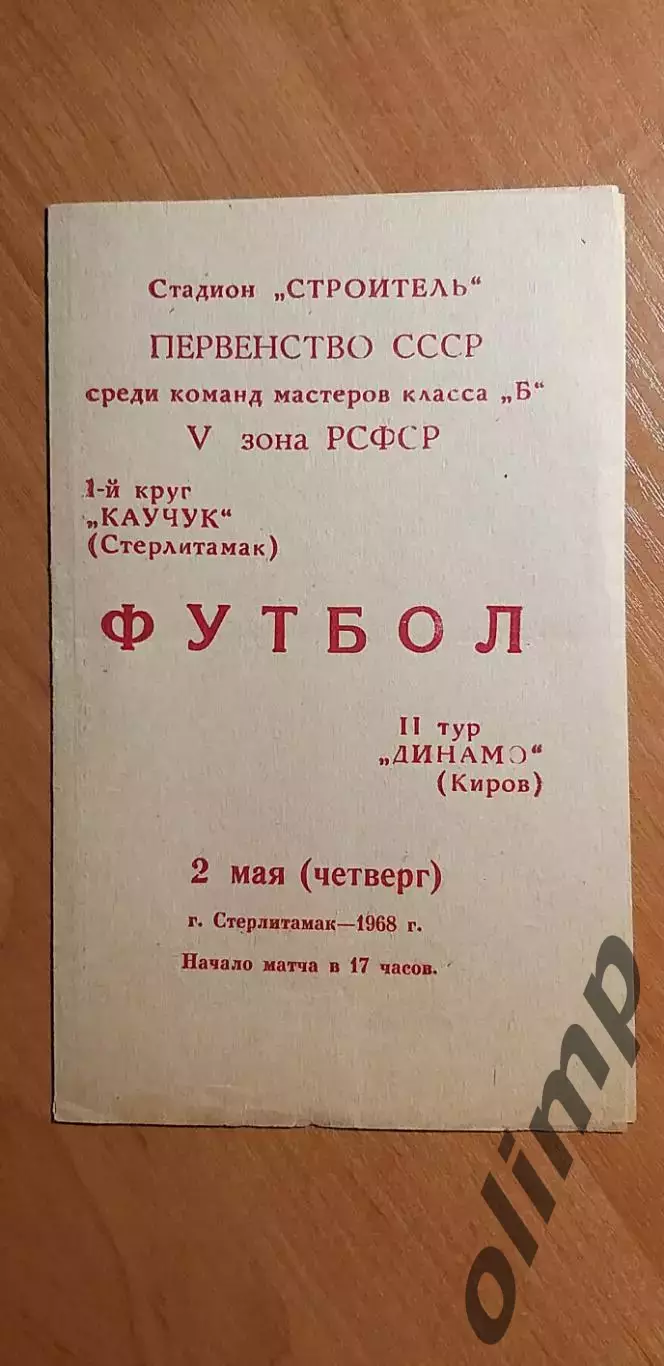 Стадион „СТРОИТЕЛЬ“
ПЕРВЕНСТВО СССР
среди команд мастеров класса „Б“
V зона РСФСР
1-й круг
„КАУЧУК“
(Стерлитамак)
ФУТБОЛ
II тур
„ДИНАМО“
(Киров)
2 мая (четверг)
г. Стерлитамак—1968 г.
Начало матча в 17 часов.
olimp